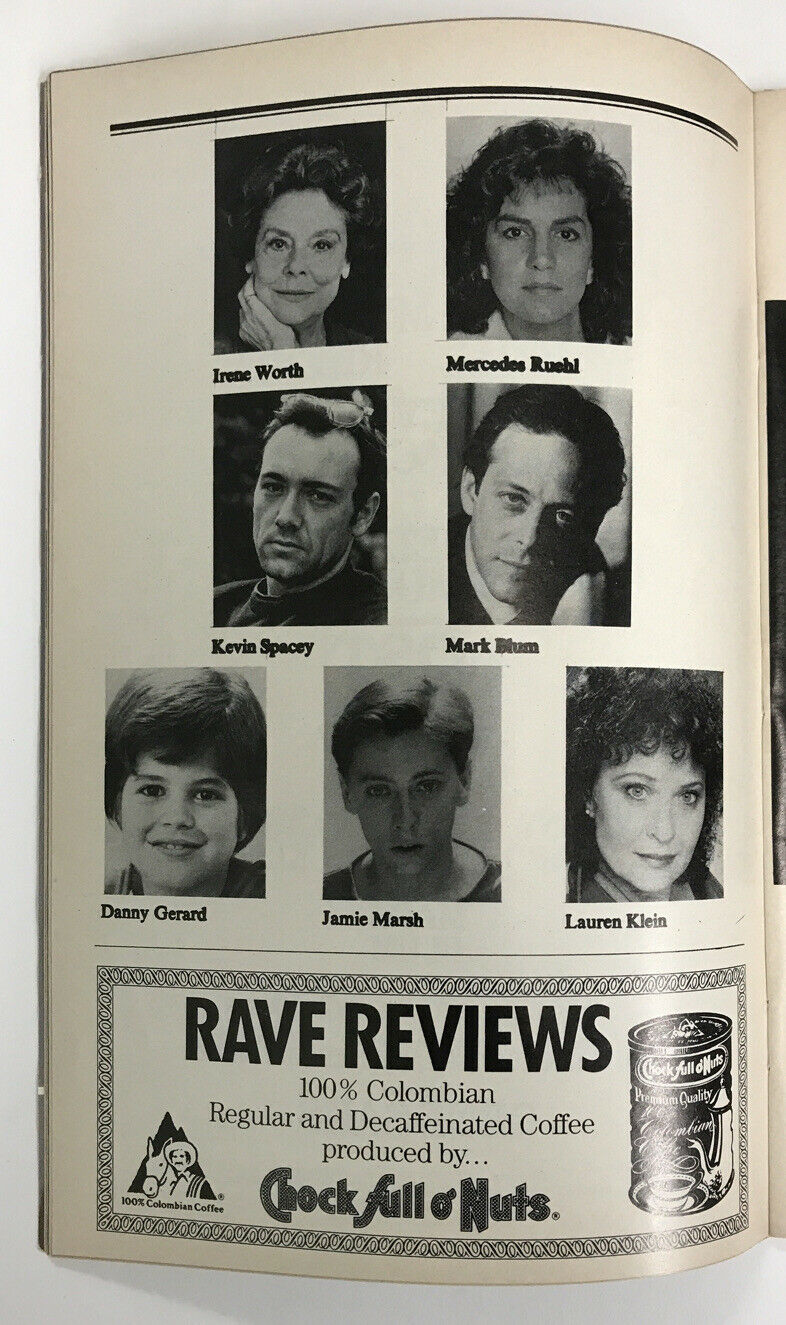 Irene Worth
Mercedes Ruehl
Kevin Spacey
Mark Blum
Danny Gerard
Jamie Marsh
Lauren Klein
RAVE REVIEWS
100% Colombian
Regular and Decaffeinated Coffee
produced by...
Chock full o' Nuts®
100% Colombian Coffee
®
Chock full o' Nuts
Premium Quality
Colombian